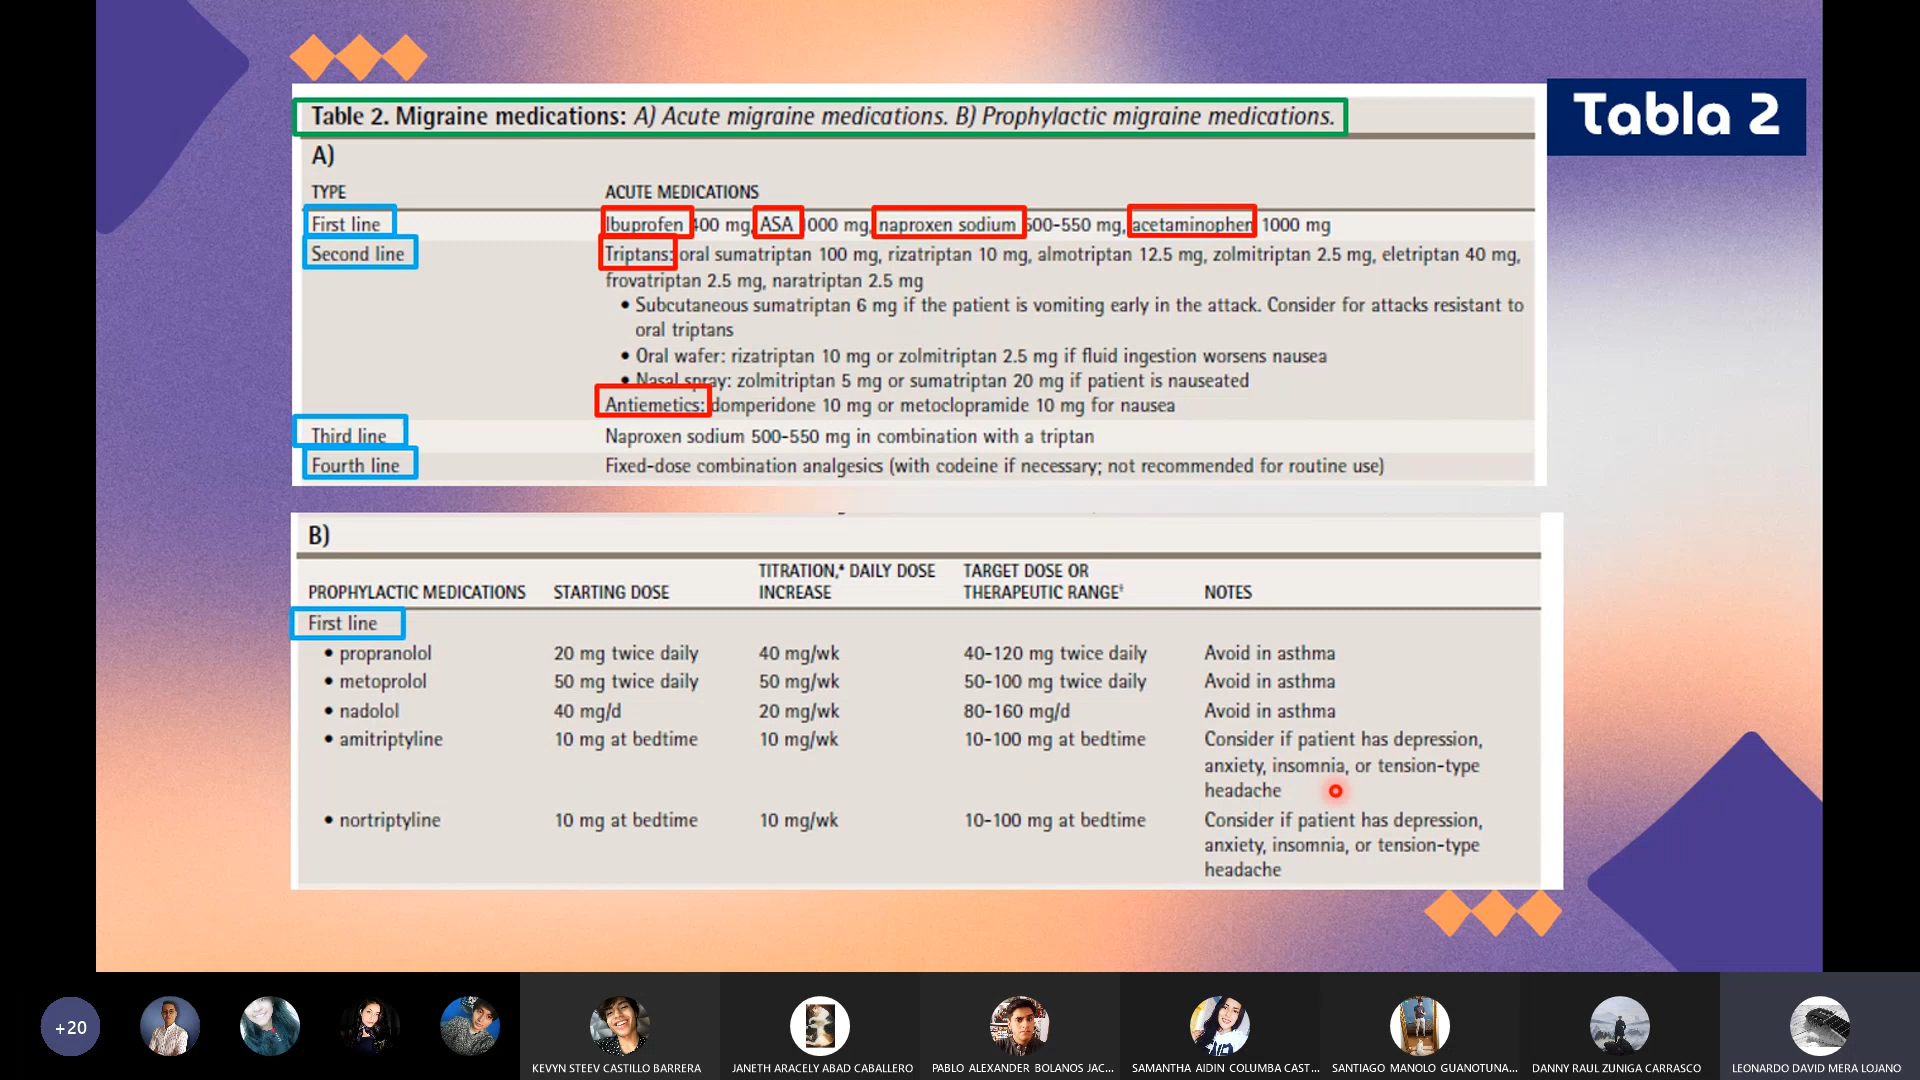 Tabla 2
Table 2. Migraine medications: A) Acute migraine medications. B) Prophylactic migraine medications.
A)
TYPE ACUTE MEDICATIONS
First line Ibuprofen 400 mg, ASA 1000 mg, naproxen sodium 500-550 mg, acetaminophen 1000 mg
Second line Triptans: oral sumatriptan 100 mg, rizatriptan 10 mg, almotriptan 12.5 mg, zolmitriptan 2.5 mg, eletriptan 40 mg,
frovatriptan 2.5 mg, naratriptan 2.5 mg
• Subcutaneous sumatriptan 6 mg if the patient is vomiting early in the attack. Consider for attacks resistant to
oral triptans
• Oral wafer: rizatriptan 10 mg or zolmitriptan 2.5 mg if fluid ingestion worsens nausea
• Nasal spray: zolmitriptan 5 mg or sumatriptan 20 mg if patient is nauseated
Antiemetics: domperidone 10 mg or metoclopramide 10 mg for nausea
Third line Naproxen sodium 500-550 mg in combination with a triptan
Fourth line Fixed-dose combination analgesics (with codeine if necessary; not recommended for routine use)
B)
PROPHYLACTIC MEDICATIONS STARTING DOSE TITRATION,* DAILY DOSE INCREASE TARGET DOSE OR THERAPEUTIC RANGE† NOTES
First line
• propranolol 20 mg twice daily 40 mg/wk 40-120 mg twice daily Avoid in asthma
• metoprolol 50 mg twice daily 50 mg/wk 50-100 mg twice daily Avoid in asthma
• nadolol 40 mg/d 20 mg/wk 80-160 mg/d Avoid in asthma
• amitriptyline 10 mg at bedtime 10 mg/wk 10-100 mg at bedtime Consider if patient has depression,
anxiety, insomnia, or tension-type
headache
• nortriptyline 10 mg at bedtime 10 mg/wk 10-100 mg at bedtime Consider if patient has depression,
anxiety, insomnia, or tension-type
headache
+20
KEVYN STEEV CASTILLO BARRERA
JANETH ARACELY ABAD CABALLERO
PABLO ALEXANDER BOLANOS JAC...
SAMANTHA AIDIN COLUMBA CAST...
SANTIAGO MANOLO GUANOTUNA...
DANNY RAUL ZUNIGA CARRASCO
LEONARDO DAVID MERA LOJANO